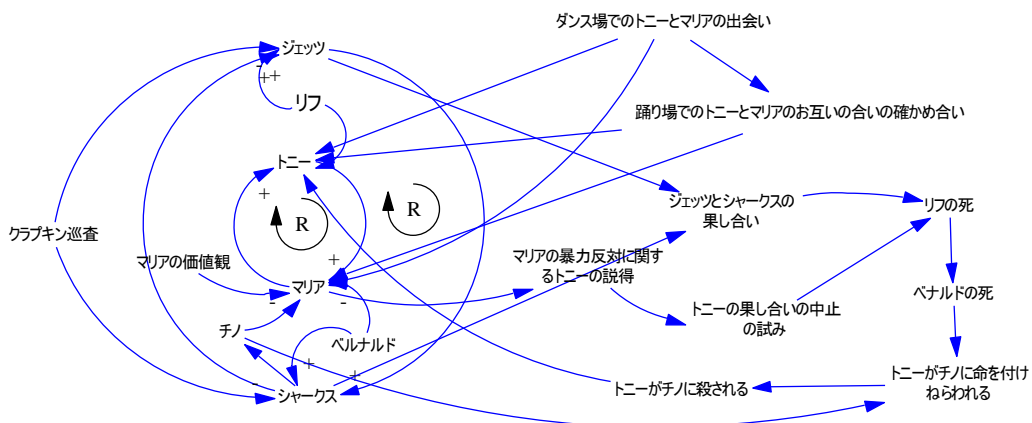 ダンス場でのトニーとマリアの出会い
ジェッツ
-
++
リフ
踊り場でのトニーとマリアのお互いの合いの確かめ合い
トニー
+
R
R
ジェッツとシャークスの
果し合い
リフの死
クラプキン巡査
マリアの価値観
+
マリアの暴力反対に関す
るトニーの説得
マリア
-
-
ベナルドの死
トニーの果し合いの中止
の試み
チノ
ベルナルド
+
+
-
シャークス
トニーがチノに殺される
トニーがチノに命を付け
ねらわれる